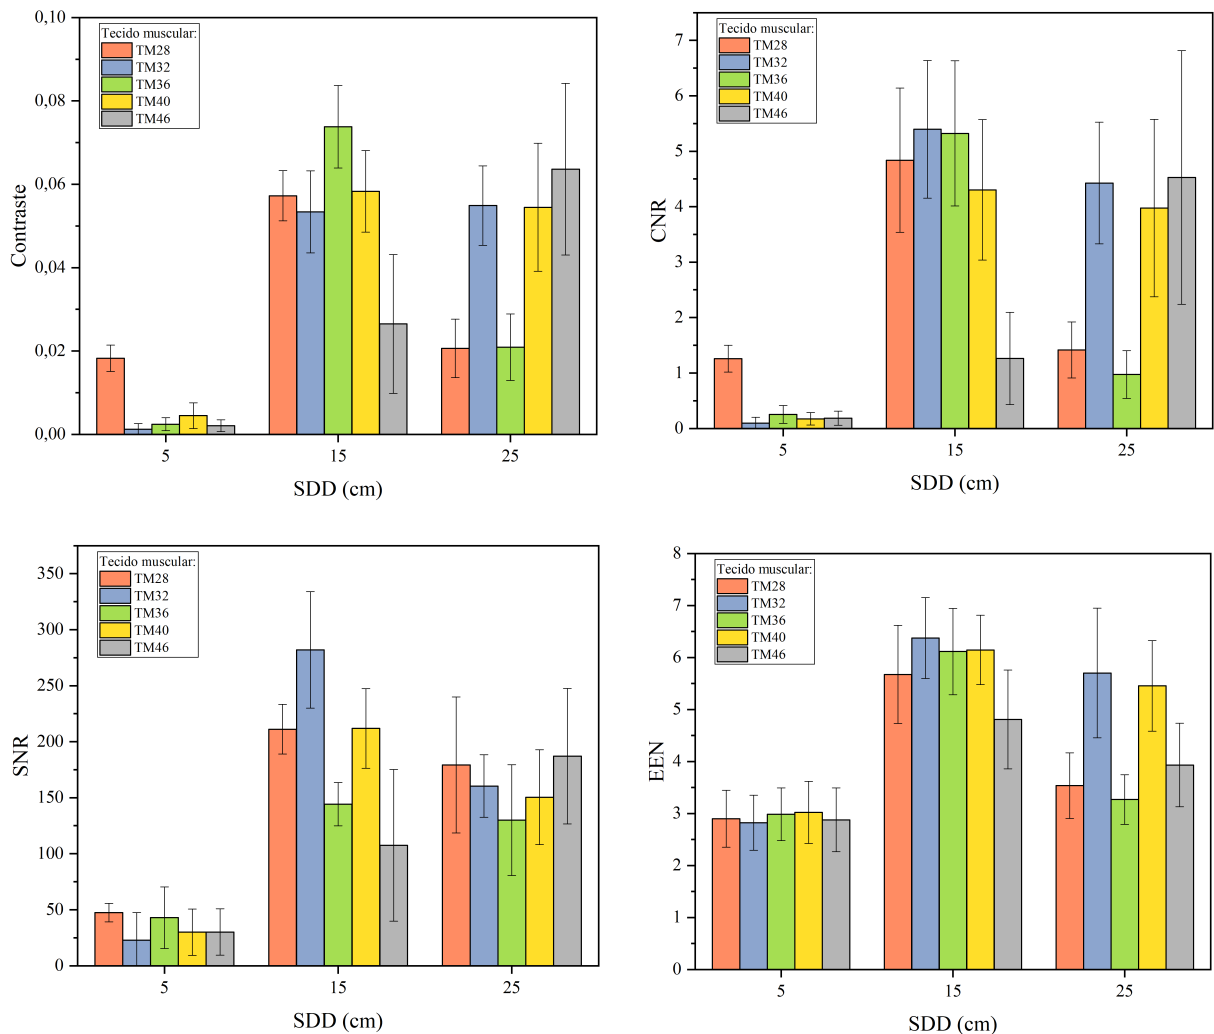 0,10
0,08
0,06
0,04
0,02
0,00
Contraste
Tecido muscular:
TM28
TM32
TM36
TM40
TM46
5 15 25
SDD (cm)
7
6
5
4
3
2
1
0
CNR
Tecido muscular:
TM28
TM32
TM36
TM40
TM46
5 15 25
SDD (cm)
350
300
250
200
150
100
50
0
SNR
Tecido muscular:
TM28
TM32
TM36
TM40
TM46
5 15 25
SDD (cm)
8
7
6
5
4
3
2
1
0
EEN
Tecido muscular:
TM28
TM32
TM36
TM40
TM46
5 15 25
SDD (cm)